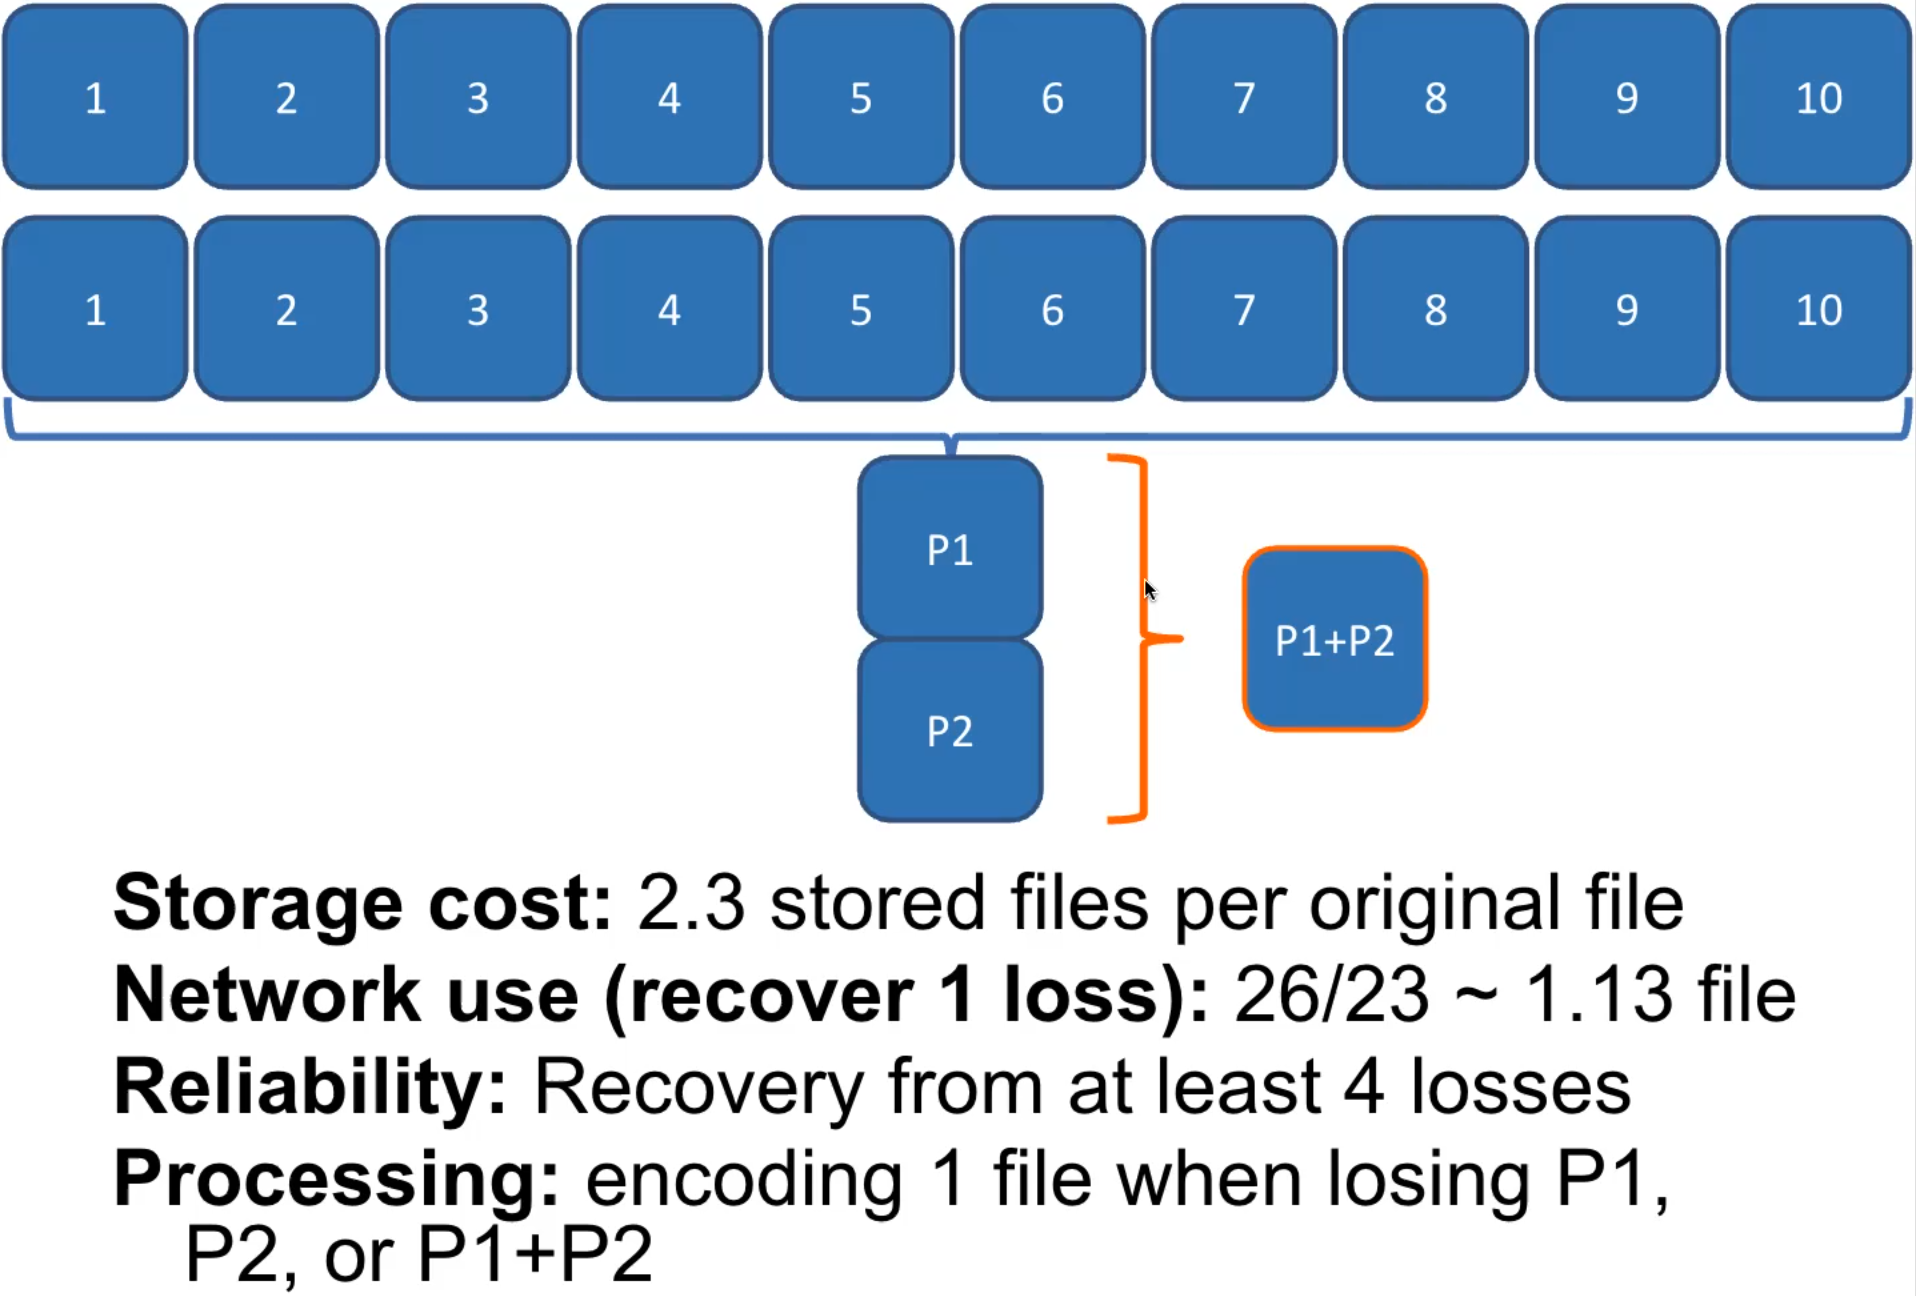 1 2 3 4 5 6 7 8 9 10
1 2 3 4 5 6 7 8 9 10
P1
P1+P2
P2
Storage cost: 2.3 stored files per original file
Network use (recover 1 loss): 26/23 ~ 1.13 file
Reliability: Recovery from at least 4 losses
Processing: encoding 1 file when losing P1,
P2, or P1+P2